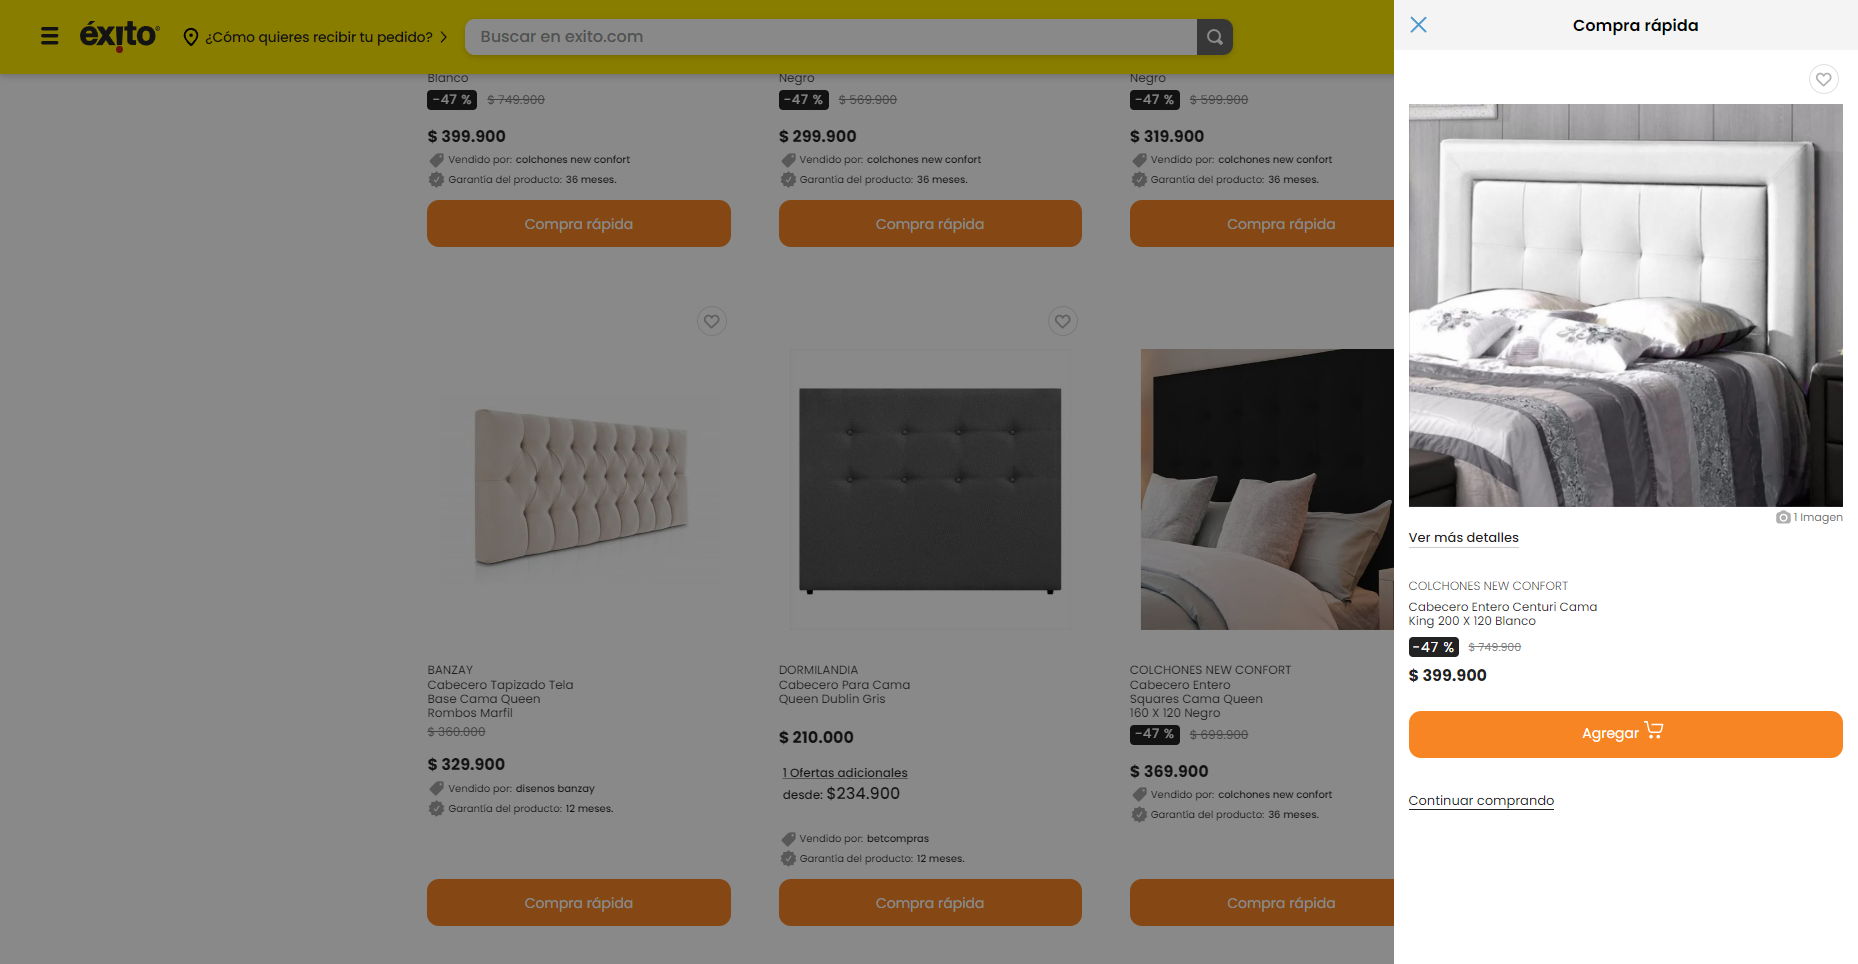 éxito
¿Cómo quieres recibir tu pedido?
Buscar en exito.com
Blanco
-47 % $ 749.900
$ 399.900
Vendido por: colchones new confort
Garantía del producto: 36 meses.
Compra rápida
Negro
-47 % $ 569.900
$ 299.900
Vendido por: colchones new confort
Garantía del producto: 36 meses.
Compra rápida
Negro
-47 % $ 599.900
$ 319.900
Vendido por: colchones new confort
Garantía del producto: 36 meses.
Compra rápida
BANZAY
Cabecero Tapizado Tela
Base Cama Queen
Rombos Marfil
$ 360.000
$ 329.900
Vendido por: disenos banzay
Garantía del producto: 12 meses.
Compra rápida
DORMILANDIA
Cabecero Para Cama
Queen Dublin Gris
$ 210.000
1 Ofertas adicionales
desde: $234.900
Vendido por: betcompras
Garantía del producto: 12 meses.
Compra rápida
COLCHONES NEW CONFORT
Cabecero Entero
Squares Cama Queen
160 X 120 Negro
-47 % $ 699.900
$ 369.900
Vendido por: colchones new confort
Garantía del producto: 36 meses.
Compra rápida
Compra rápida
1 Imagen
Ver más detalles
COLCHONES NEW CONFORT
Cabecero Entero Centuri Cama
King 200 X 120 Blanco
-47 % $ 749.900
$ 399.900
Agregar
Continuar comprando